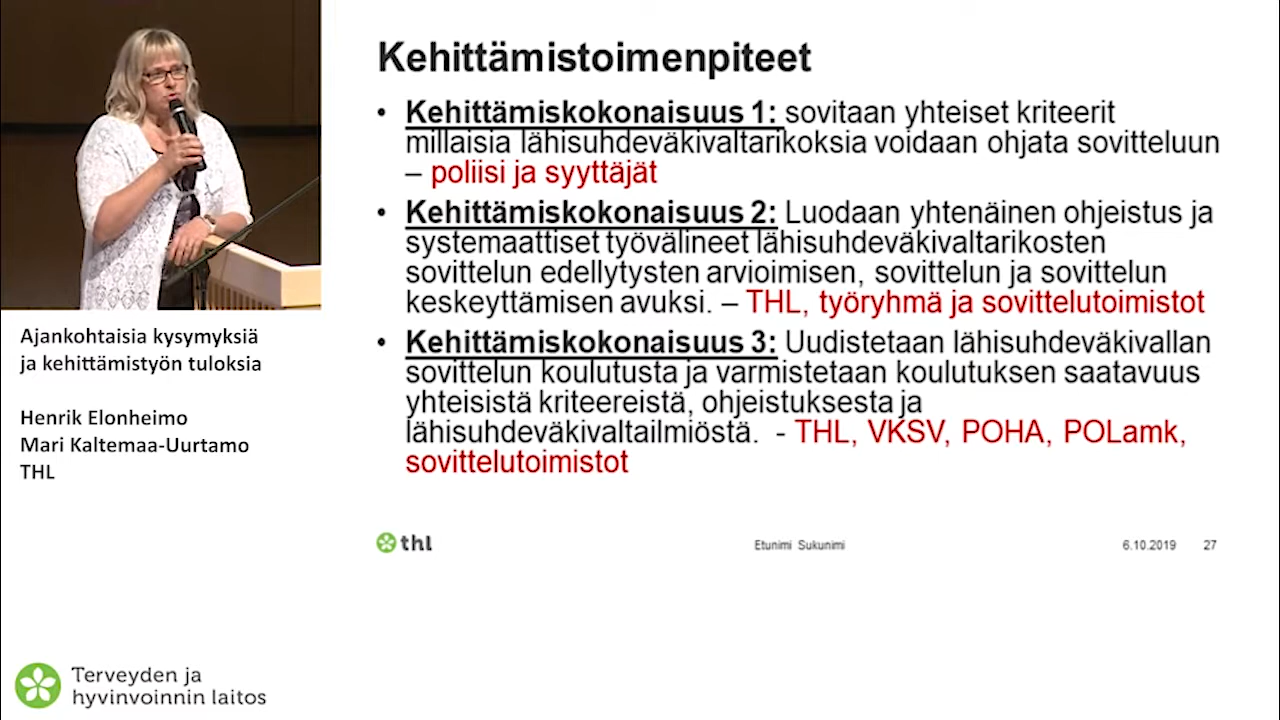 Kehittämistoimenpiteet
• Kehittämiskokonaisuus 1: sovitaan yhteiset kriteerit
millaisia lähisuhdeväkivaltarikoksia voidaan ohjata sovitteluun
– poliisi ja syyttäjät
• Kehittämiskokonaisuus 2: Luodaan yhtenäinen ohjeistus ja
systemaattiset työvälineet lähisuhdeväkivaltarikosten
sovittelun edellytysten arvioimisen, sovittelun ja sovittelun
keskeyttämisen avuksi. – THL, työryhmä ja sovittelutoimistot
• Kehittämiskokonaisuus 3: Uudistetaan lähisuhdeväkivallan
sovittelun koulutusta ja varmistetaan koulutuksen saatavuus
yhteisistä kriteereistä, ohjeistuksesta ja
lähisuhdeväkivaltailmiöstä. - THL, VKSV, POHA, POLamk,
sovittelutoimistot
thl
Etunimi Sukunimi
6.10.2019 27
Ajankohtaisia kysymyksiä
ja kehittämistyön tuloksia
Henrik Elonheimo
Mari Kaltemaa-Uurtamo
THL
Terveyden ja
hyvinvoinnin laitos